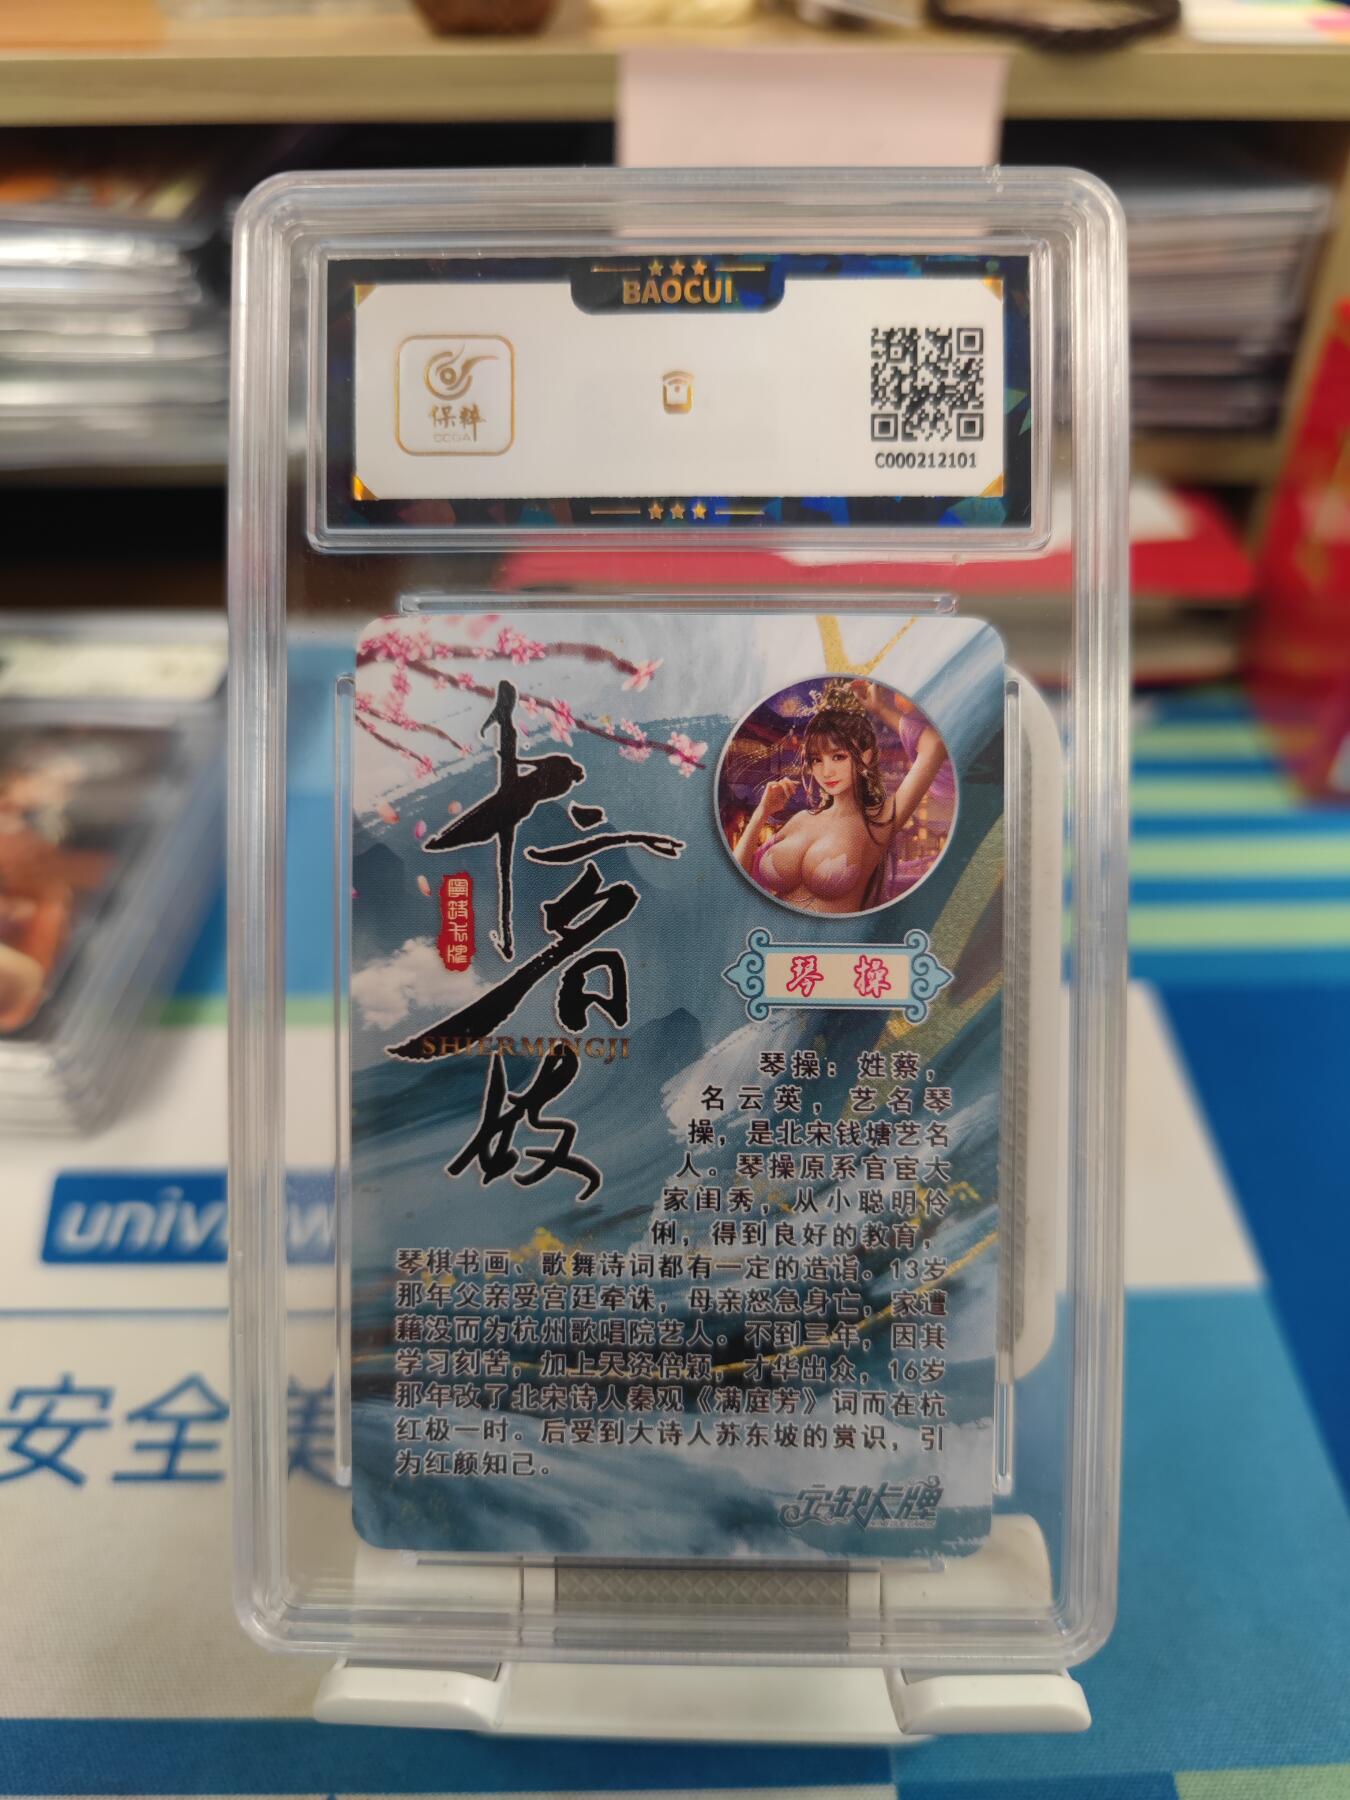 BAOCUI
保粹
CCGA
C000212101
十二名妓
SHIERMINGJI
琴操
琴操：姓蔡，
名云英，艺名琴
操，是北宋钱塘艺名
人。琴操原系官宦大
家闺秀，从小聪明伶
俐，得到良好的教育，
琴棋书画、歌舞诗词都有一定的造诣。13岁
那年父亲受宫廷牵诛，母亲怒急身亡，家遭
藉没而为杭州歌唱院艺人。不到三年，因其
学习刻苦，加上天资倍颖，才华出众，16岁
那年改了北宋诗人秦观《满庭芳》词而在杭
红极一时。后受到大诗人苏东坡的赏识，引
为红颜知己。
安全美